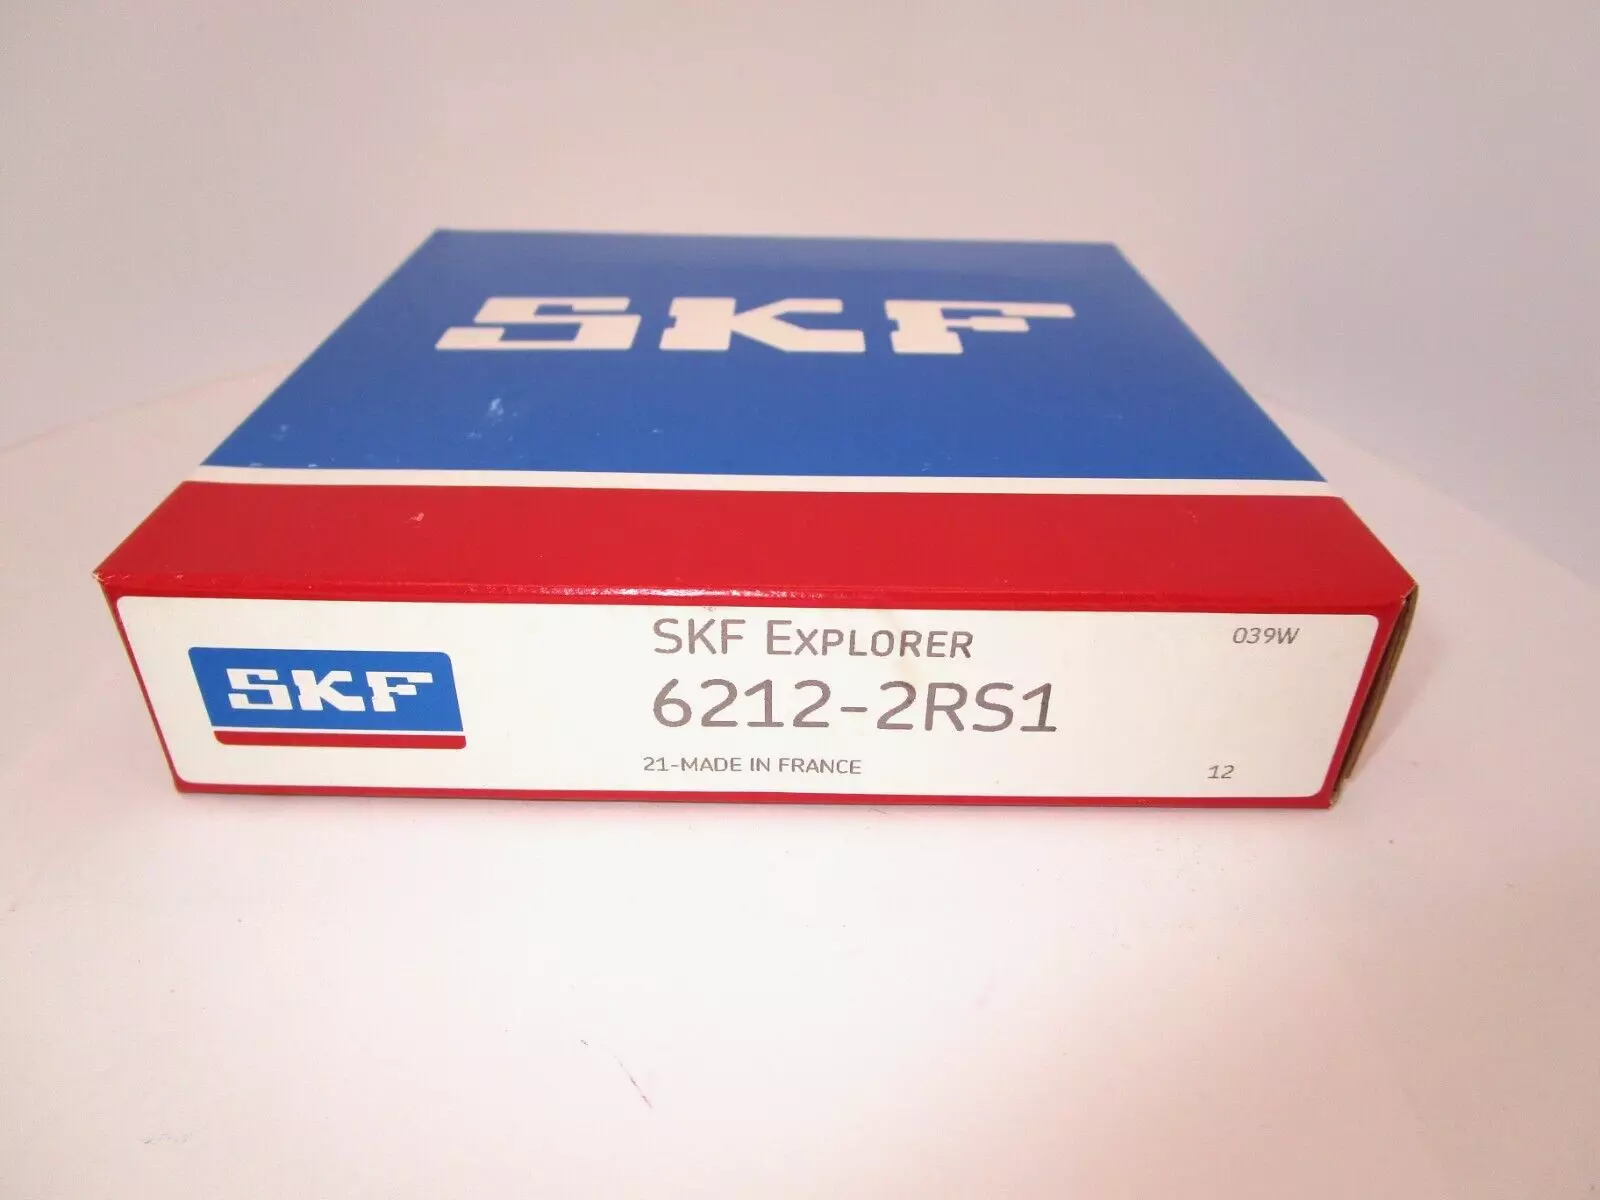 SKF
SKF
SKF EXPLORER
6212-2RS1
21-MADE IN FRANCE
039W
12